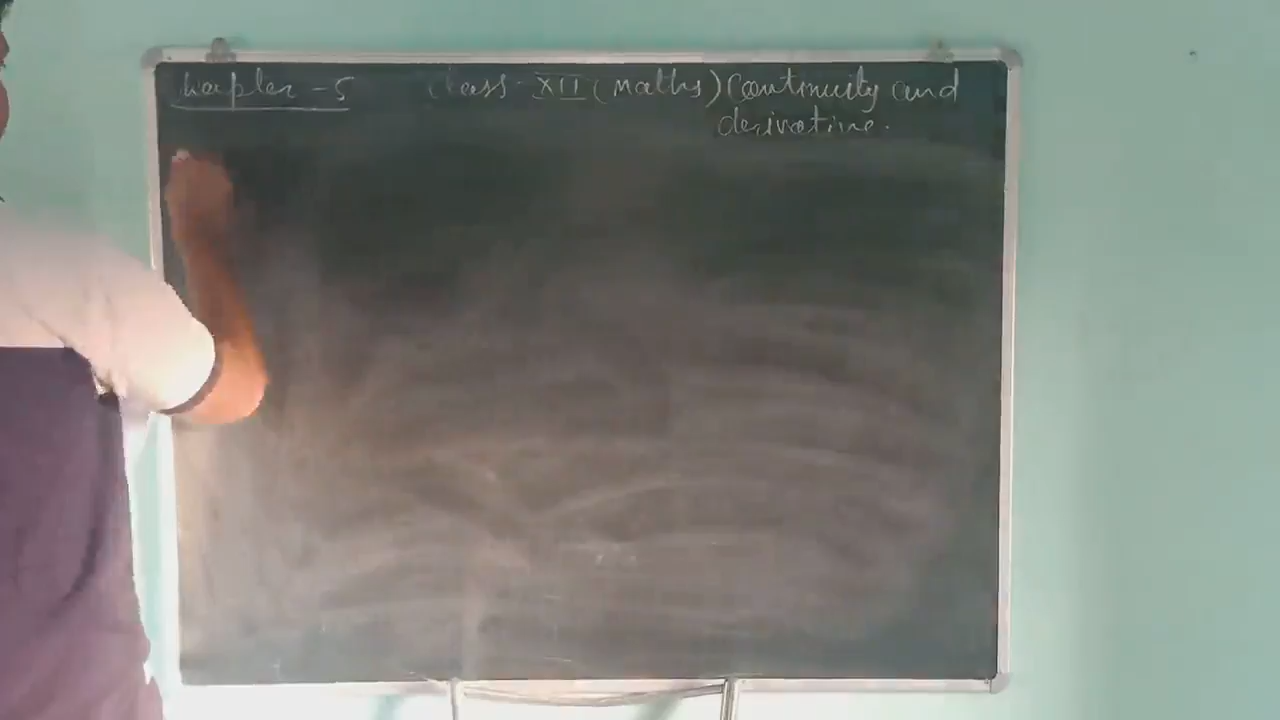 Chapter - 5 Class - XII (Maths) Continuity and
derivative.